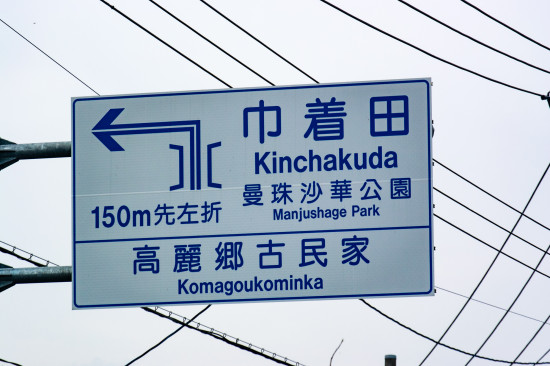 巾着田
Kinchakuda
曼珠沙華公園
Manjushage Park
150m先左折
高麗郷古民家
Komagoukominka